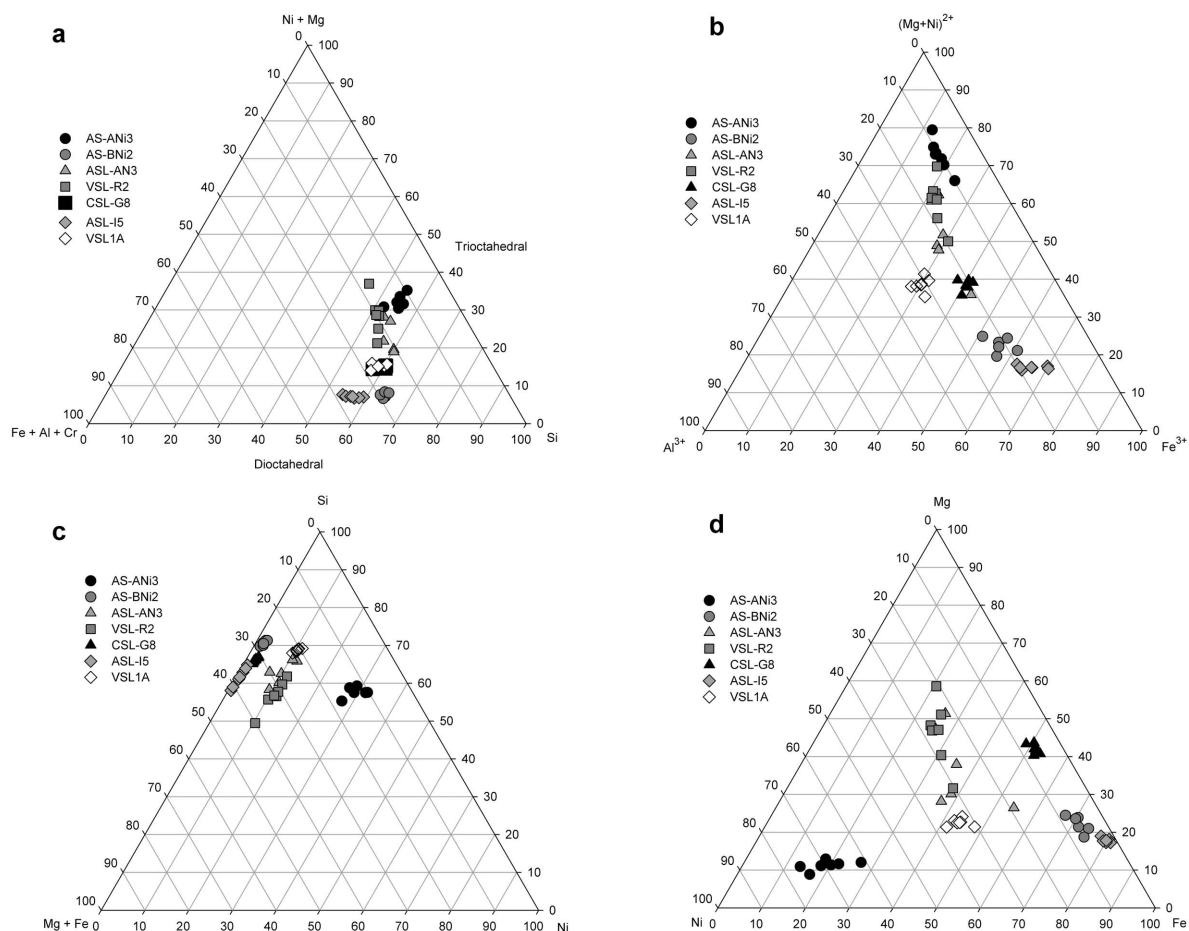 a
Ni + Mg
0
100
10
90
20
80
30
70
40
60
50
50
60
40
70
30
80
20
90
10
100
0
Trioctahedral
Dioctahedral
Fe + Al + Cr
Si
0 10 20 30 40 50 60 70 80 90 100
AS-ANi3
AS-BNi2
ASL-AN3
VSL-R2
CSL-G8
ASL-I5
VSL1A
b
(Mg+Ni)²⁺
0
100
10
90
20
80
30
70
40
60
50
50
60
40
70
30
80
20
90
10
100
0
Al³⁺
Fe³⁺
0 10 20 30 40 50 60 70 80 90 100
AS-ANi3
AS-BNi2
ASL-AN3
VSL-R2
CSL-G8
ASL-I5
VSL1A
c
Si
0
100
10
90
20
80
30
70
40
60
50
50
60
40
70
30
80
20
90
10
100
0
Mg + Fe
Ni
0 10 20 30 40 50 60 70 80 90 100
AS-ANi3
AS-BNi2
ASL-AN3
VSL-R2
CSL-G8
ASL-I5
VSL1A
d
Mg
0
100
10
90
20
80
30
70
40
60
50
50
60
40
70
30
80
20
90
10
100
0
Ni
Fe
0 10 20 30 40 50 60 70 80 90 100
AS-ANi3
AS-BNi2
ASL-AN3
VSL-R2
CSL-G8
ASL-I5
VSL1A